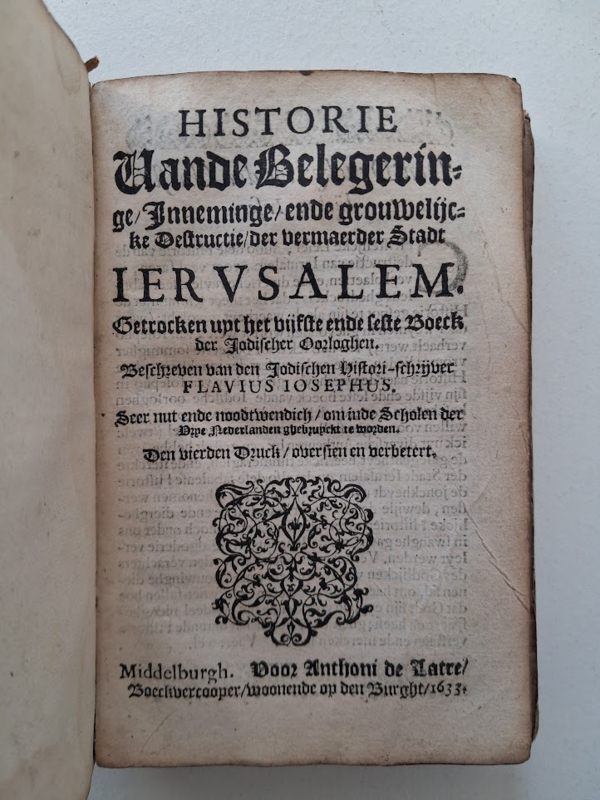 HISTORIE
Vande Belegerin-
ge/Inneminge/ende grouwelijc-
ke Destructie/der vermaerder Stadt
IERVSALEM.
Getrocken uyt het vijfste ende seste Boeck
der Jodischer Oorloghen.
Beschreven van den Jodischen Histori-schrijver
FLAVIUS IOSEPHUS.
Seer nut ende noodtwendich/om inde Scholen der
Vrye Nederlanden ghebruyckt te worden.
Den vierden Druck/oversien en verbetert.
Middelburgh. Voor Anthoni de Latre/
Boeckvercooper/woonende op den Burght/1633.